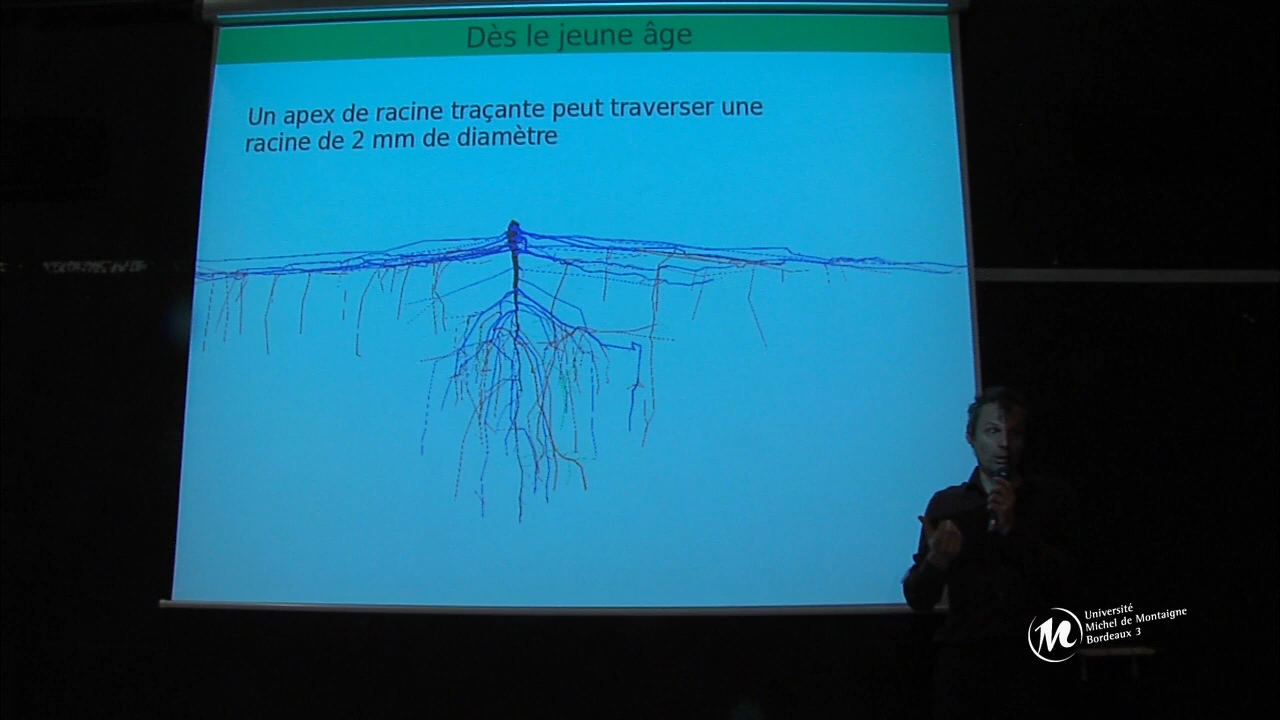 Dès le jeune âge
Un apex de racine traçante peut traverser une
racine de 2 mm de diamètre
Université
Michel de Montaigne
Bordeaux 3